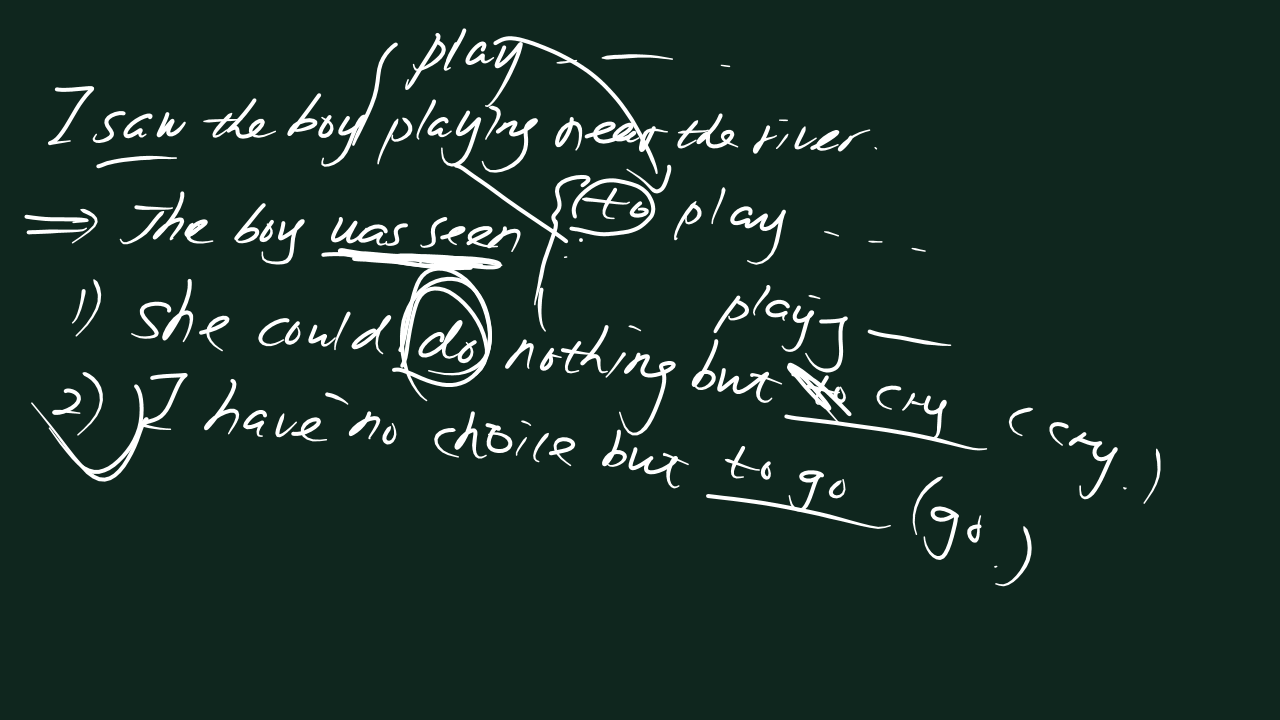 play - — -
I saw the boy playing near the river.
⇒ The boy was seen (to play - - - -
playing —
1) She could do nothing but to cry (cry.)
2) I have no choice but to go (go.)